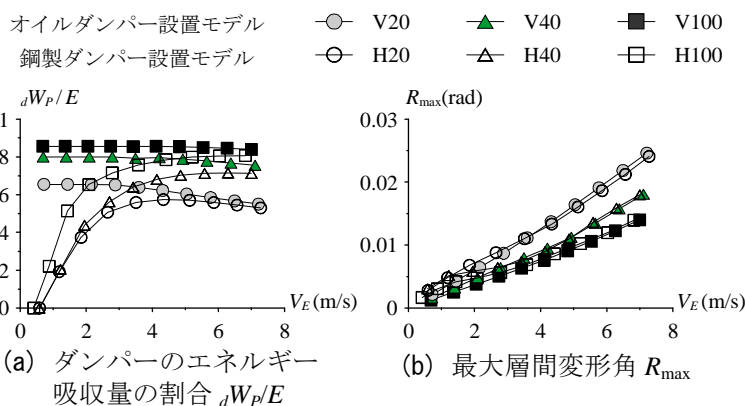 オイルダンパー設置モデル V20 V40 V100
鋼製ダンパー設置モデル H20 H40 H100
dWP / E
Rmax(rad)
1
8
6
4
2
0
0 2 4 6 8
VE (m/s)
0.03
0.02
0.01
0
0 2 4 6 8
VE (m/s)
(a) ダンパーのエネルギー
吸収量の割合 dWP/E
(b) 最大層間変形角 Rmax